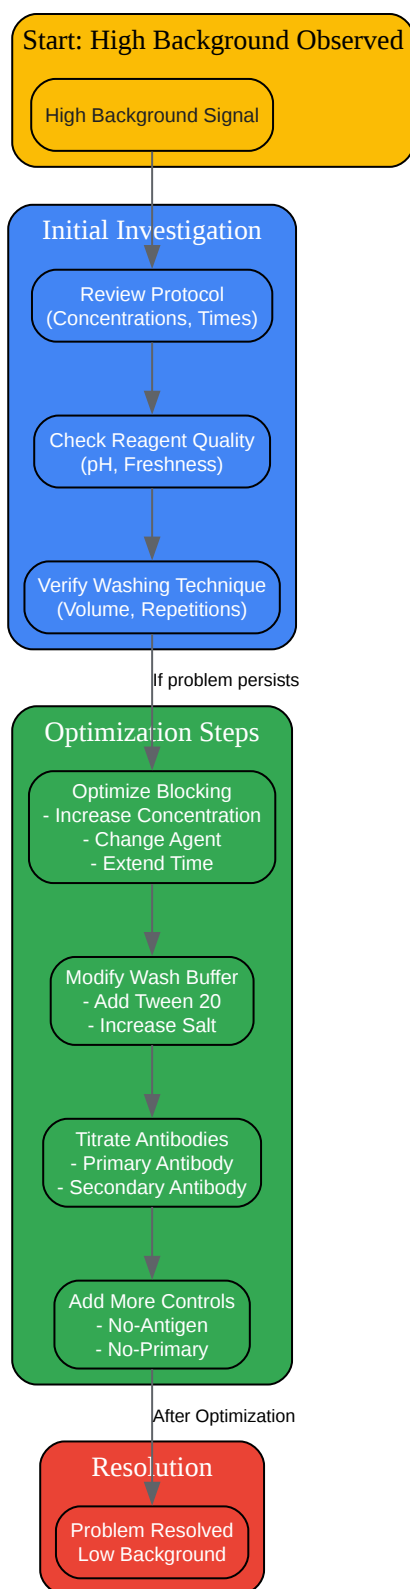 Start: High Background Observed
High Background Signal
Initial Investigation
Review Protocol
(Concentrations, Times)
Check Reagent Quality
(pH, Freshness)
Verify Washing Technique
(Volume, Repetitions)
If problem persists
Optimization Steps
Optimize Blocking
- Increase Concentration
- Change Agent
- Extend Time
Modify Wash Buffer
- Add Tween 20
- Increase Salt
Titrate Antibodies
- Primary Antibody
- Secondary Antibody
Add More Controls
- No-Antigen
- No-Primary
After Optimization
Resolution
Problem Resolved
Low Background